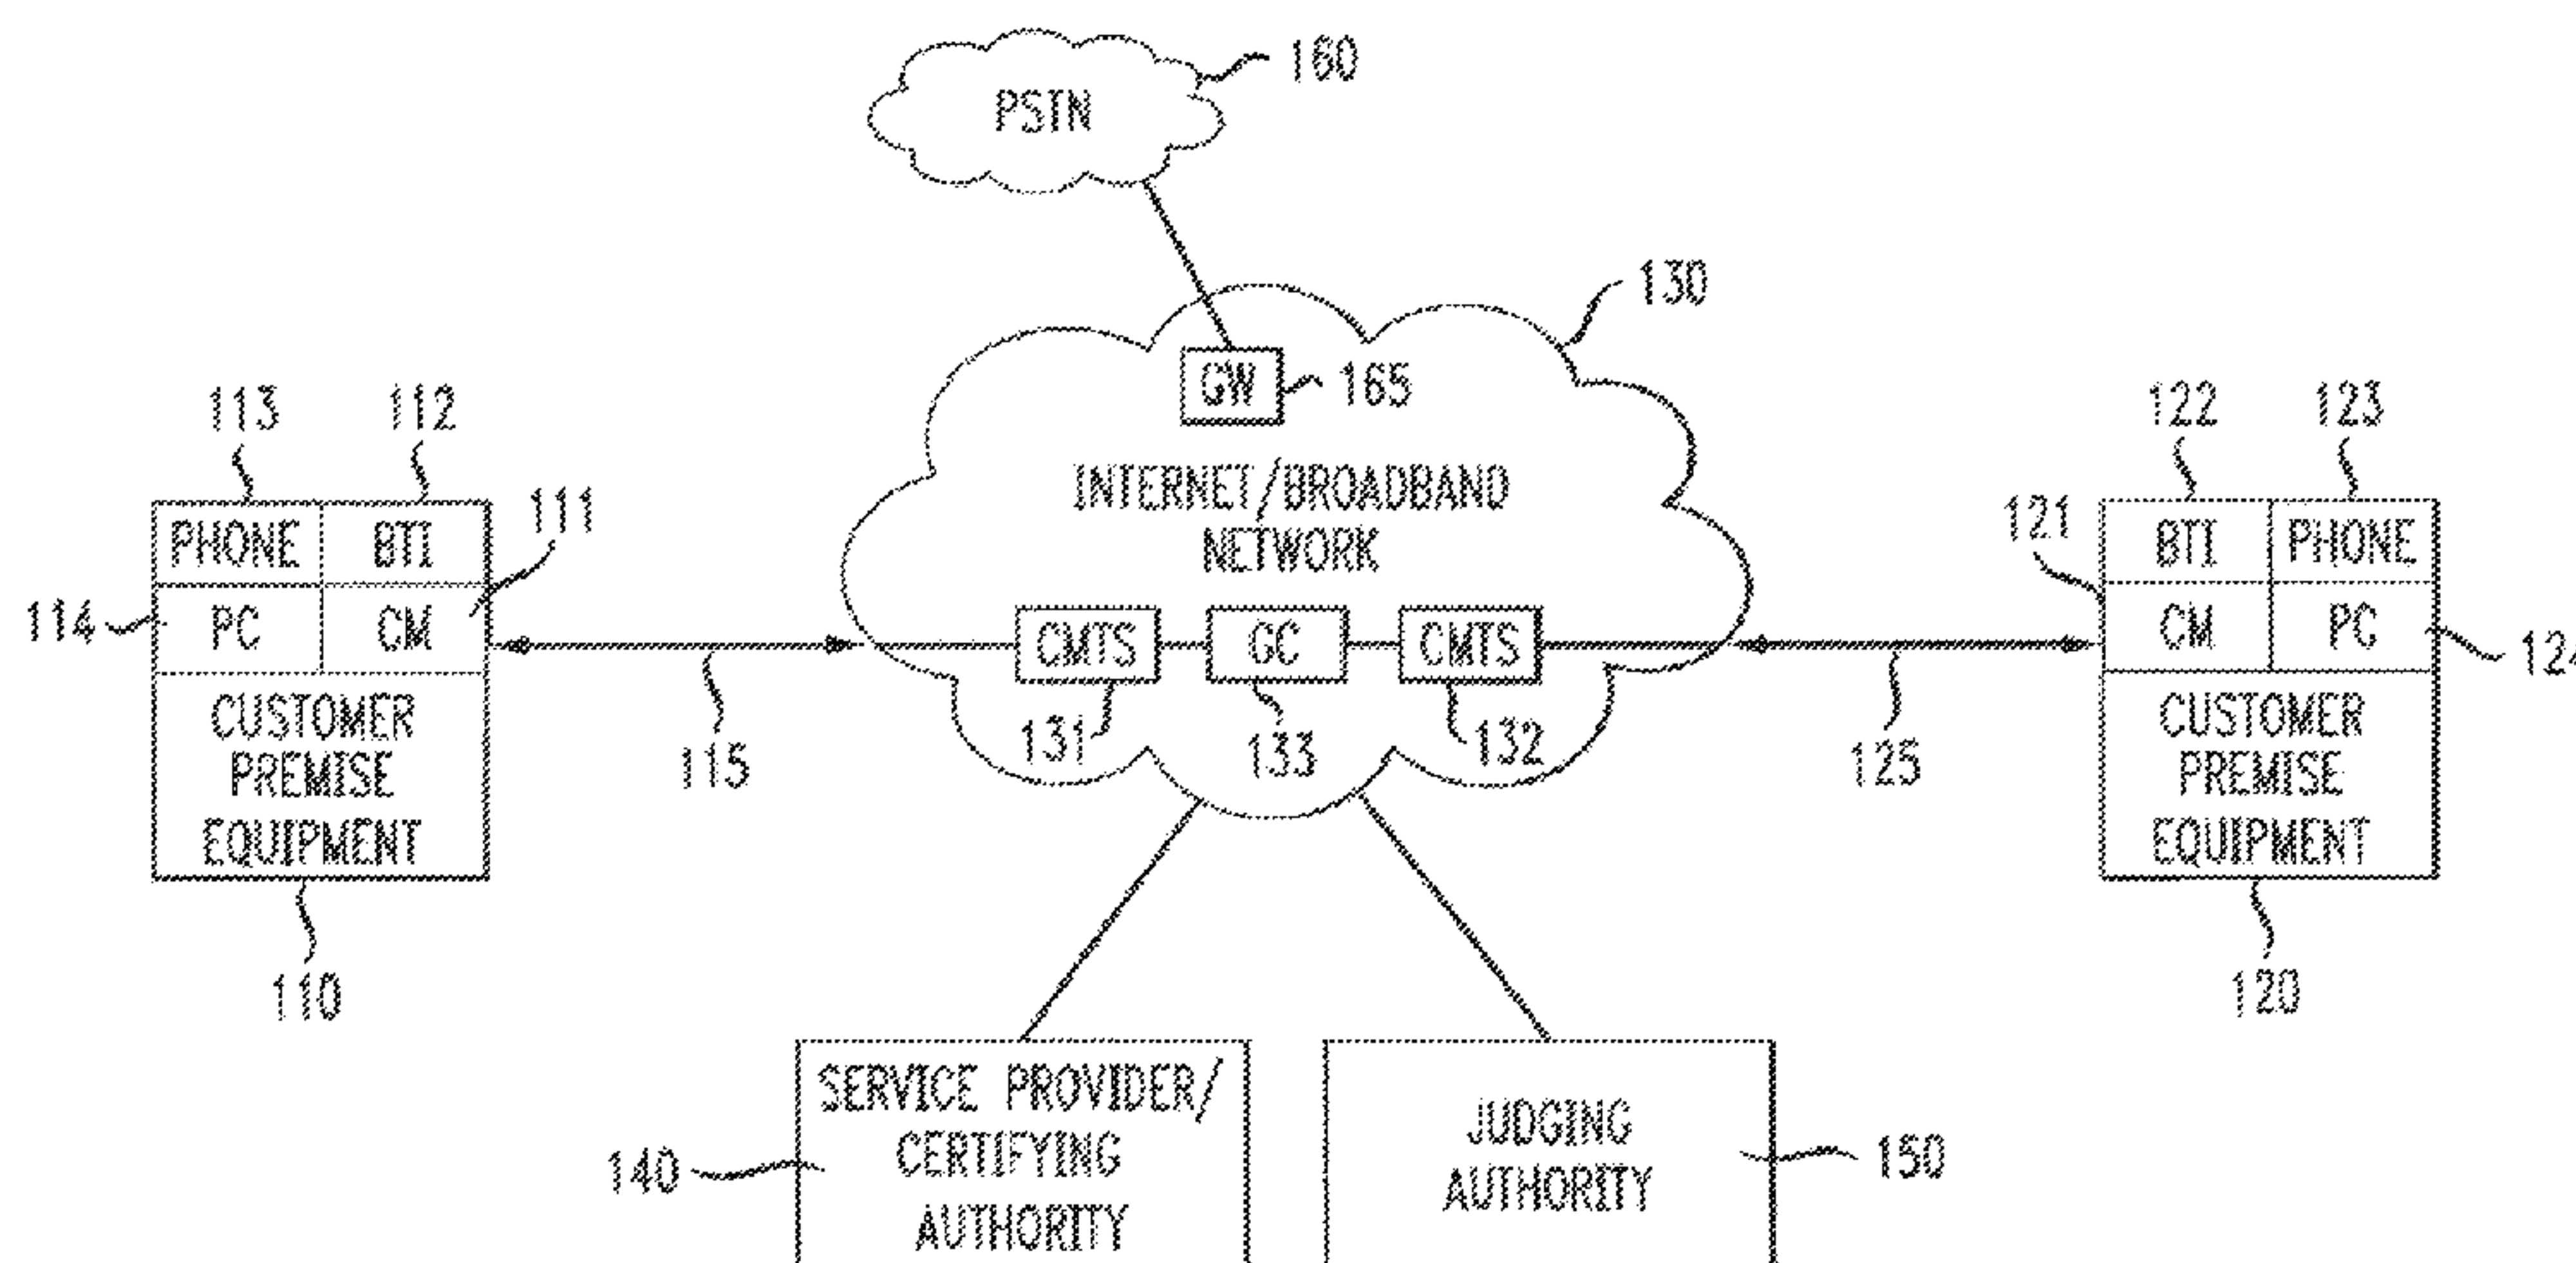 160
PSTN
130
GW
165
113
112
122
123
INTERNET/BROADBAND
NETWORK
111
121
PHONE
BTI
BTI
PHONE
114
PC
CM
CMTS
GC
CMTS
CM
PC
CUSTOMER
PREMISE
EQUIPMENT
115
131
133
132
125
CUSTOMER
PREMISE
EQUIPMENT
110
120
SERVICE PROVIDER/
CERTIFYING
AUTHORITY
140
JUDGING
AUTHORITY
150